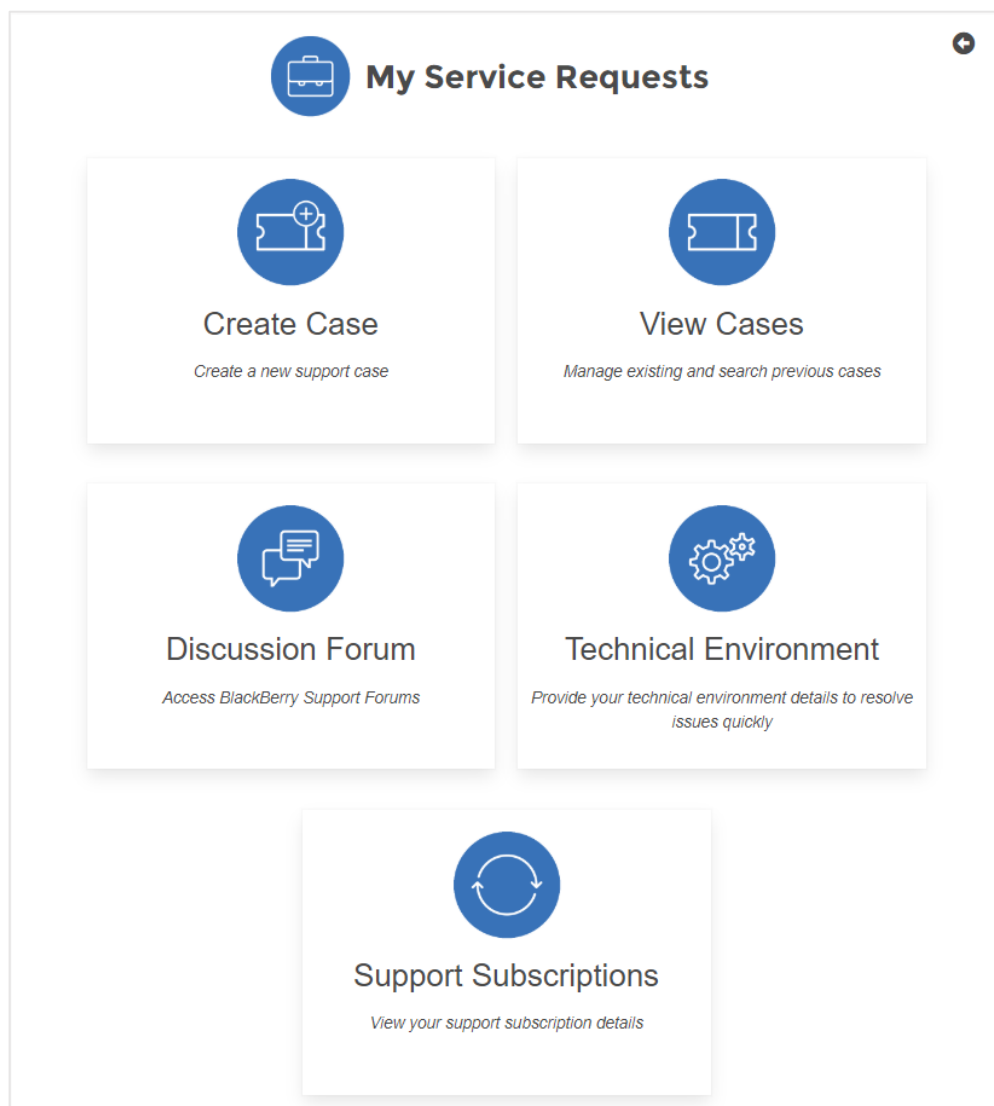 My Service Requests
Create Case
Create a new support case
View Cases
Manage existing and search previous cases
Discussion Forum
Access BlackBerry Support Forums
Technical Environment
Provide your technical environment details to resolve
issues quickly
Support Subscriptions
View your support subscription details